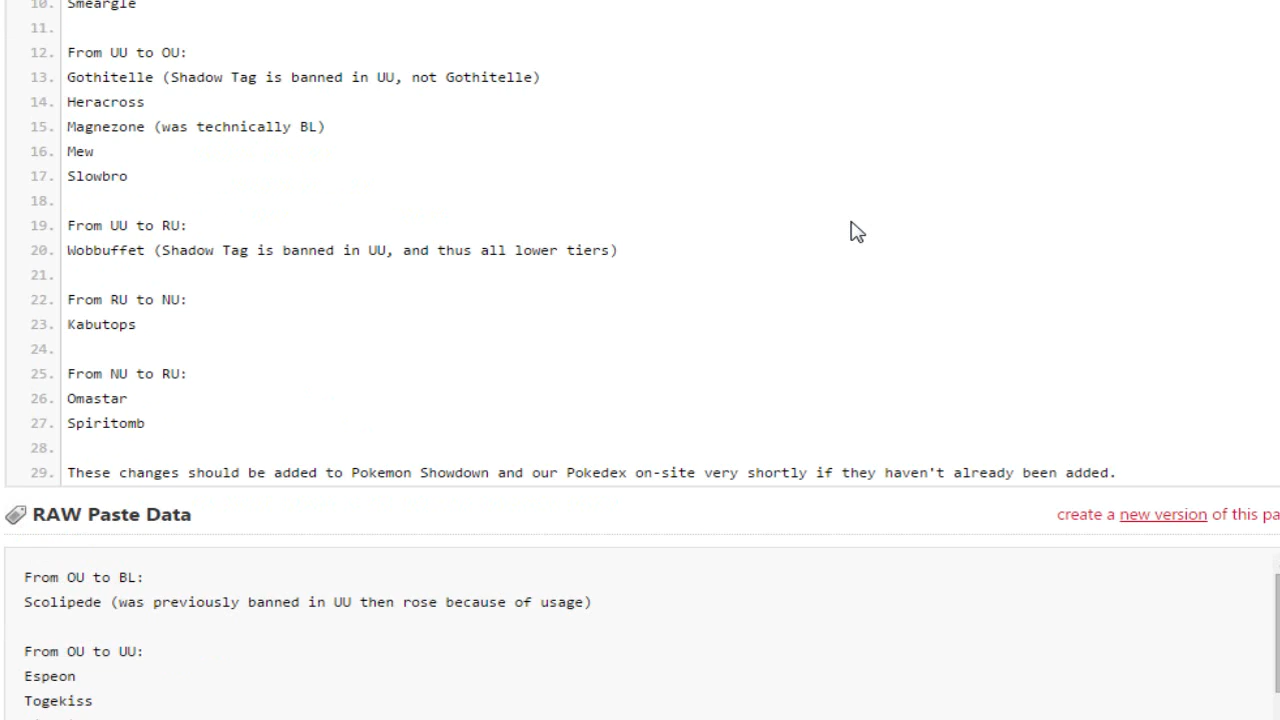 10. Smeargle
11.
12. From UU to OU:
13. Gothitelle (Shadow Tag is banned in UU, not Gothitelle)
14. Heracross
15. Magnezone (was technically BL)
16. Mew
17. Slowbro
18.
19. From UU to RU:
20. Wobbuffet (Shadow Tag is banned in UU, and thus all lower tiers)
21.
22. From RU to NU:
23. Kabutops
24.
25. From NU to RU:
26. Omastar
27. Spiritomb
28.
29. These changes should be added to Pokemon Showdown and our Pokedex on-site very shortly if they haven't already been added.
RAW Paste Data create a new version of this pa
From OU to BL:
Scolipede (was previously banned in UU then rose because of usage)
From OU to UU:
Espeon
Togekiss